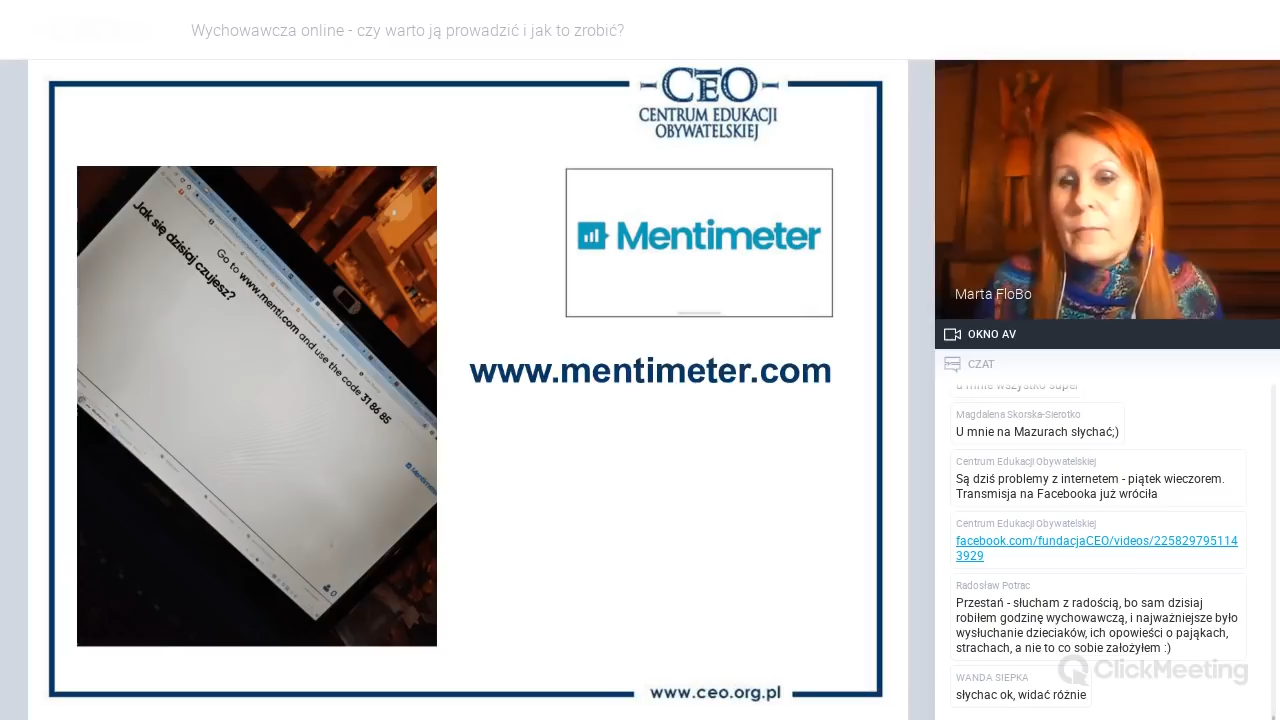 Wychowawcza online - czy warto ją prowadzić i jak to zrobić?
CEO
CENTRUM EDUKACJI
OBYWATELSKIEJ
Jak się dzisiaj czujesz?
Go to www.menti.com and use the code 31 86 85
Mentimeter
0
Mentimeter
www.mentimeter.com
www.ceo.org.pl
Marta FloBo
OKNO AV
CZAT
u mnie wszystko super
Magdalena Skorska-Sierotko
U mnie na Mazurach słychać;)
Centrum Edukacji Obywatelskiej
Są dziś problemy z internetem - piątek wieczorem.
Transmisja na Facebooka już wróciła
Centrum Edukacji Obywatelskiej
facebook.com/fundacjaCEO/videos/225829795114
3929
Radosław Potrac
Przestań - słucham z radością, bo sam dzisiaj
robiłem godzinę wychowawczą, i najważniejsze było
wysłuchanie dzieciaków, ich opowieści o pająkach,
strachach, a nie to co sobie założyłem :)
ClickMeeting
WANDA SIEPKA
słychac ok, widać różnie